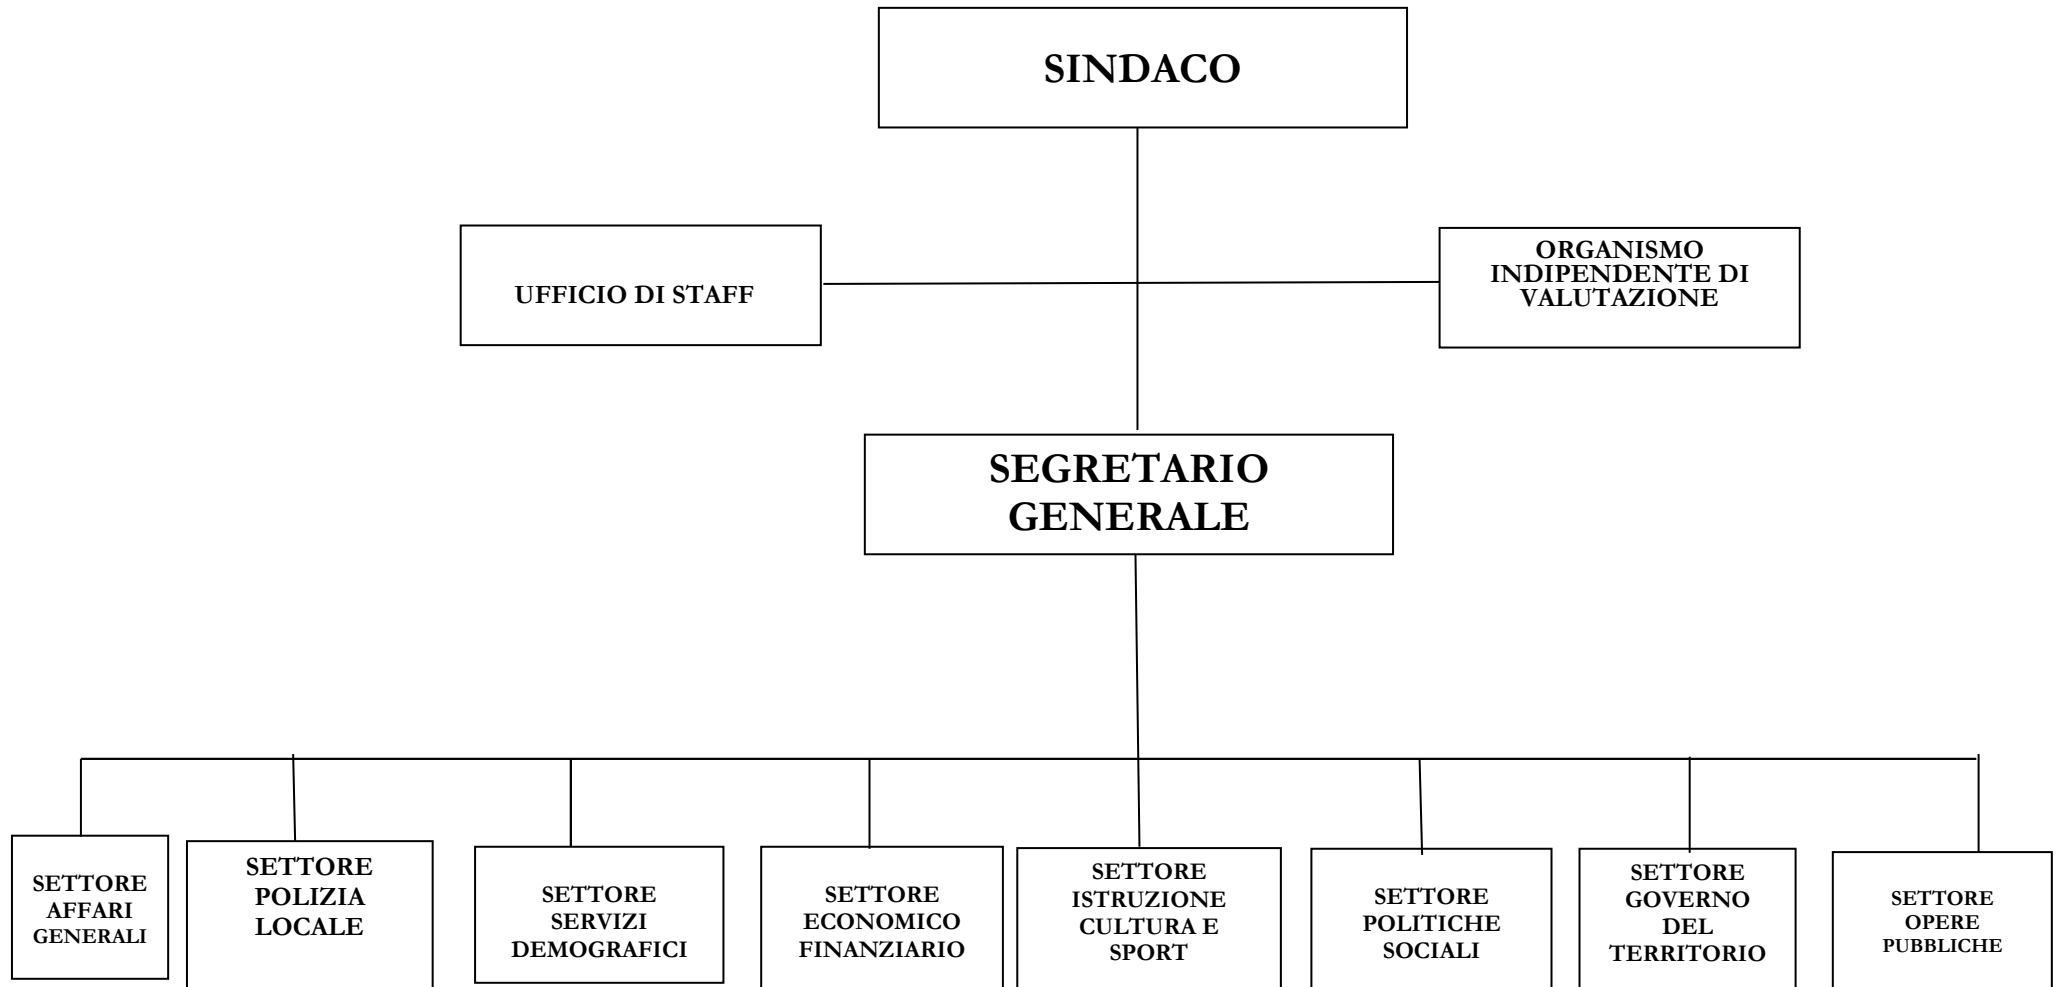 SINDACO
UFFICIO DI STAFF
ORGANISMO
INDIPENDENTE DI
VALUTAZIONE
SEGRETARIO
GENERALE
SETTORE
AFFARI
GENERALI
SETTORE
POLIZIA
LOCALE
SETTORE
SERVIZI
DEMOGRAFICI
SETTORE
ECONOMICO
FINANZIARIO
SETTORE
ISTRUZIONE
CULTURA E
SPORT
SETTORE
POLITICHE
SOCIALI
SETTORE
GOVERNO
DEL
TERRITORIO
SETTORE
OPERE
PUBBLICHE